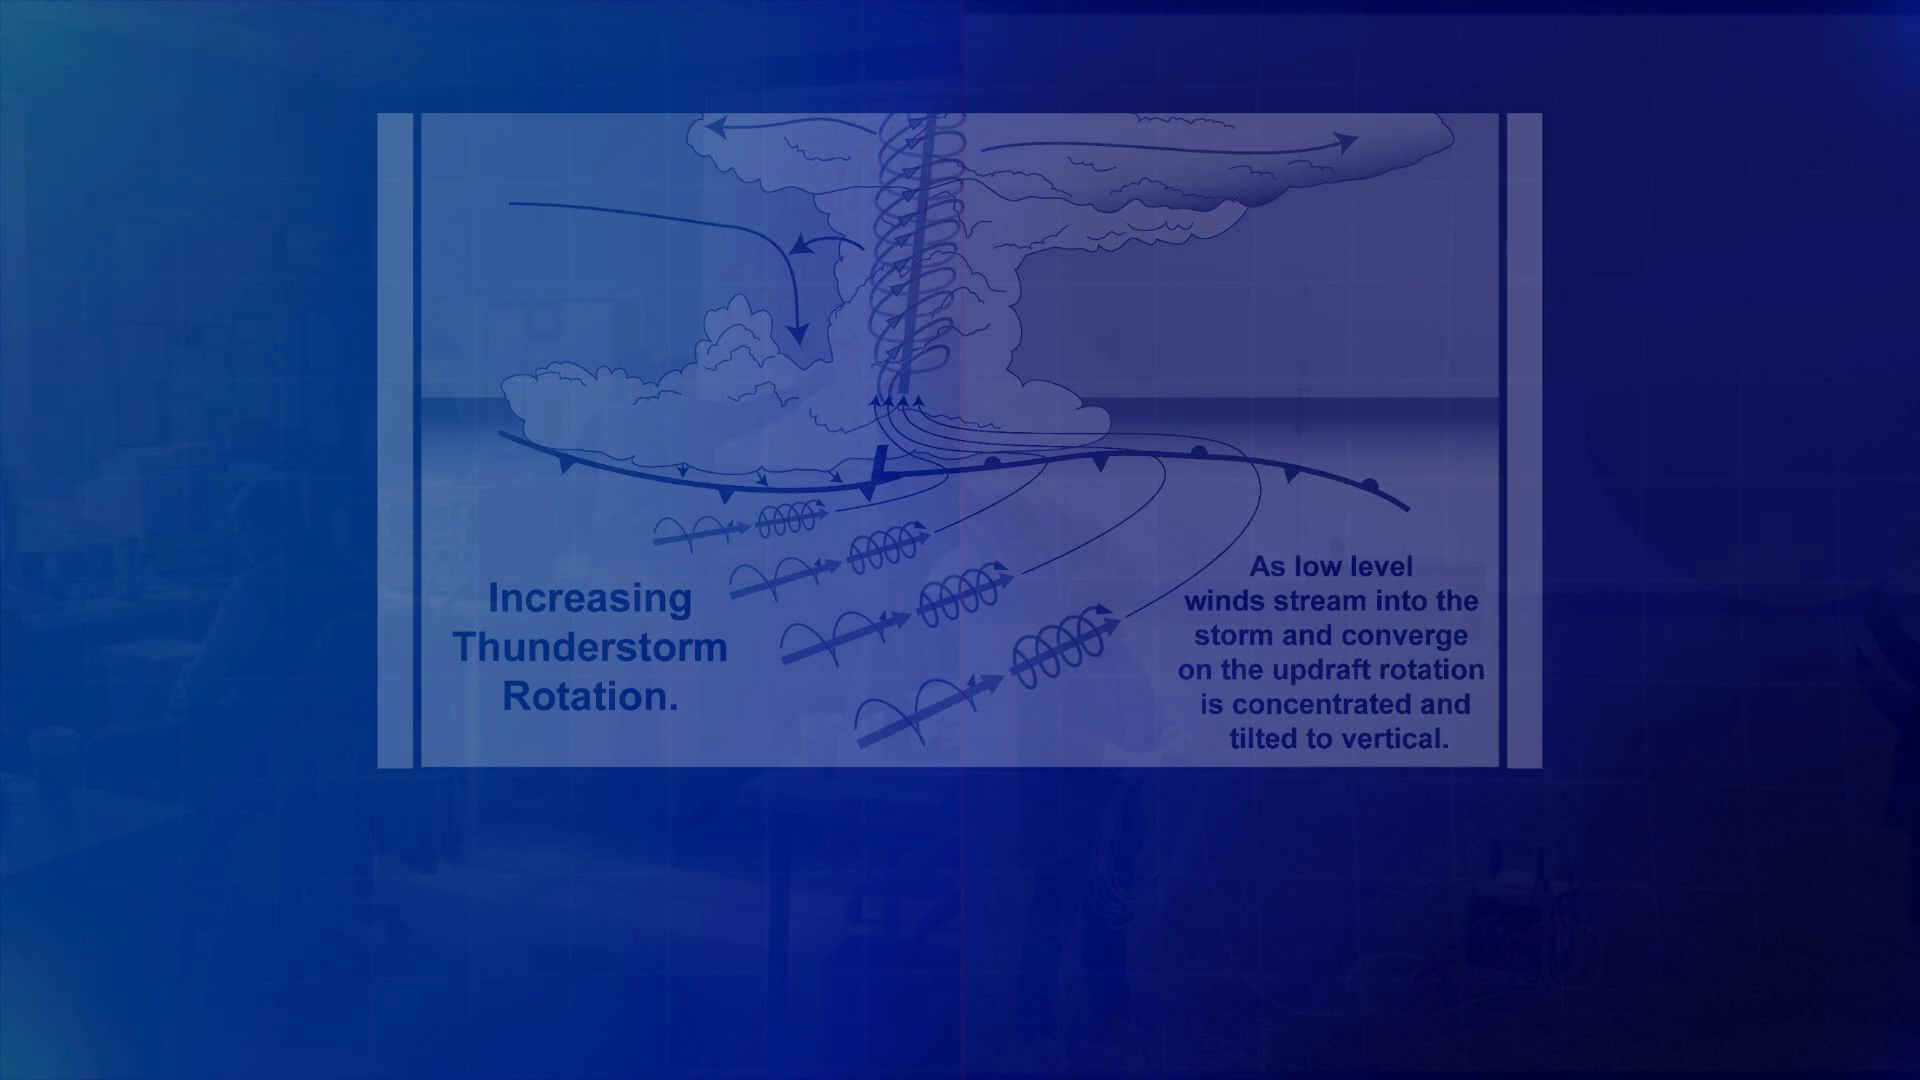 Increasing
Thunderstorm
Rotation.
As low level
winds stream into the
storm and converge
on the updraft rotation
is concentrated and
tilted to vertical.
L